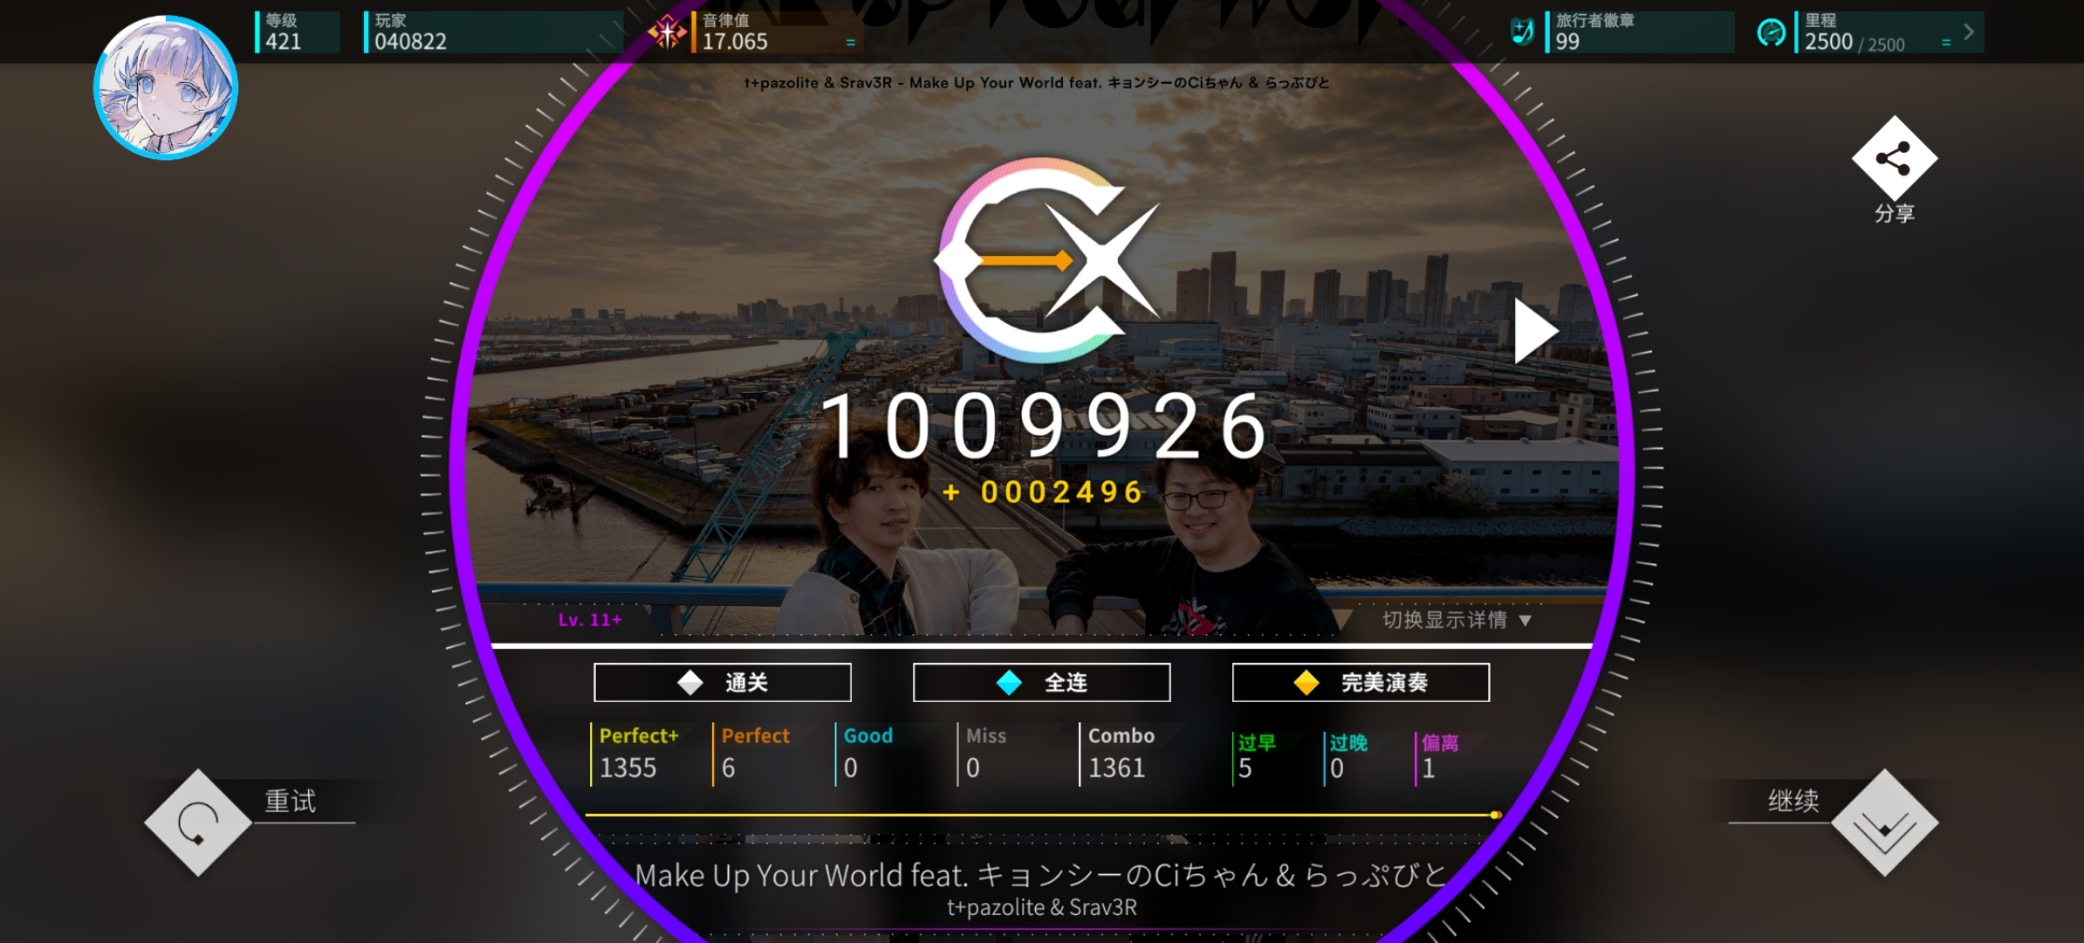 等级
421
玩家
040822
音律值
17.065
=
旅行者徽章
99
里程
2500 / 2500
=
t+pazolite & Srav3R - Make Up Your World feat. キョンシーのCiちゃん & らっぷびと
分享
1009926
+ 0002496
Lv. 11+
切换显示详情 ▼
通关
全连
完美演奏
Perfect+
1355
Perfect
6
Good
0
Miss
0
Combo
1361
过早
5
过晚
0
偏离
1
重试
继续
Make Up Your World feat. キョンシーのCiちゃん & らっぷびと
t+pazolite & Srav3R